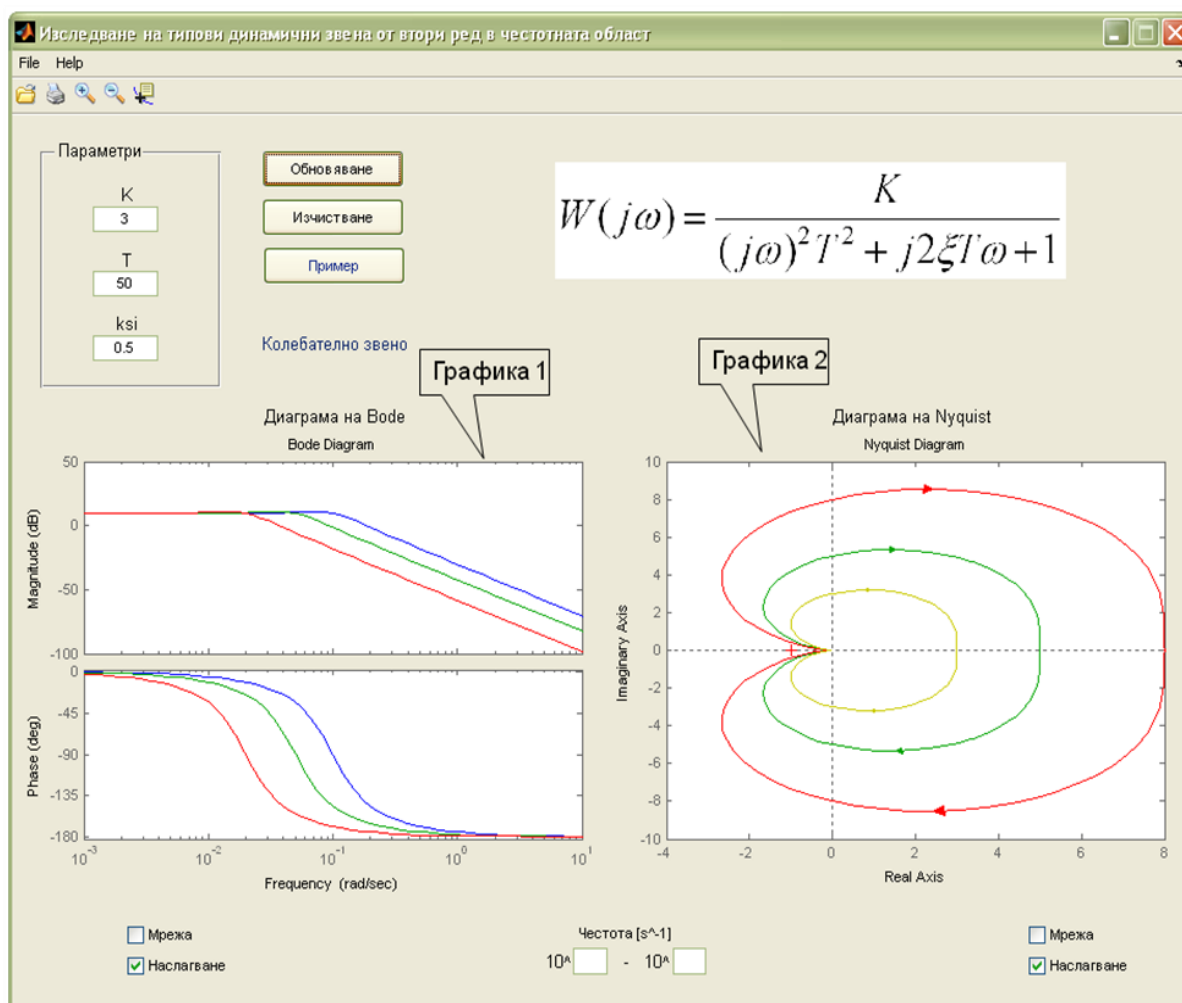 Изследване на типови динамични звена от втори ред в честотната област
File Help
Параметри
K
3
T
50
ksi
0.5
Обновяване
Изчистване
Пример
Колебателно звено
W(jω) = K / ((jω)²T² + j2ξTω + 1)
Графика 1
Графика 2
Диаграма на Bode
Bode Diagram
Magnitude (dB)
50
0
-50
-100
Phase (deg)
0
-45
-90
-135
-180
10⁻³ 10⁻² 10⁻¹ 10⁰ 10¹
Frequency (rad/sec)
Диаграма на Nyquist
Nyquist Diagram
Imaginary Axis
10
8
6
4
2
0
-2
-4
-6
-8
-10
-4 -2 0 2 4 6 8
Real Axis
Мрежа
Наслагване
Честота [s^-1]
10^ - 10^
Мрежа
Наслагване